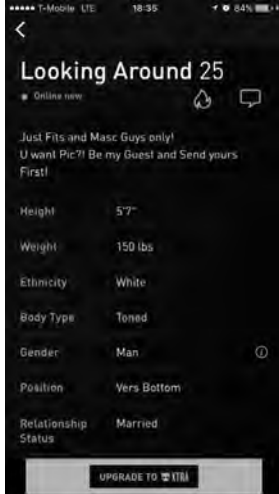 T-Mobile LTE 18:35 84%
Looking Around 25
Online now
Just Fits and Masc Guys only!
U want Pic?! Be my Guest and Send yours
First!
Height 5'7"
Weight 150 lbs
Ethnicity White
Body Type Toned
Gender Man
Position Vers Bottom
Relationship Married
Status
UPGRADE TO XTRA